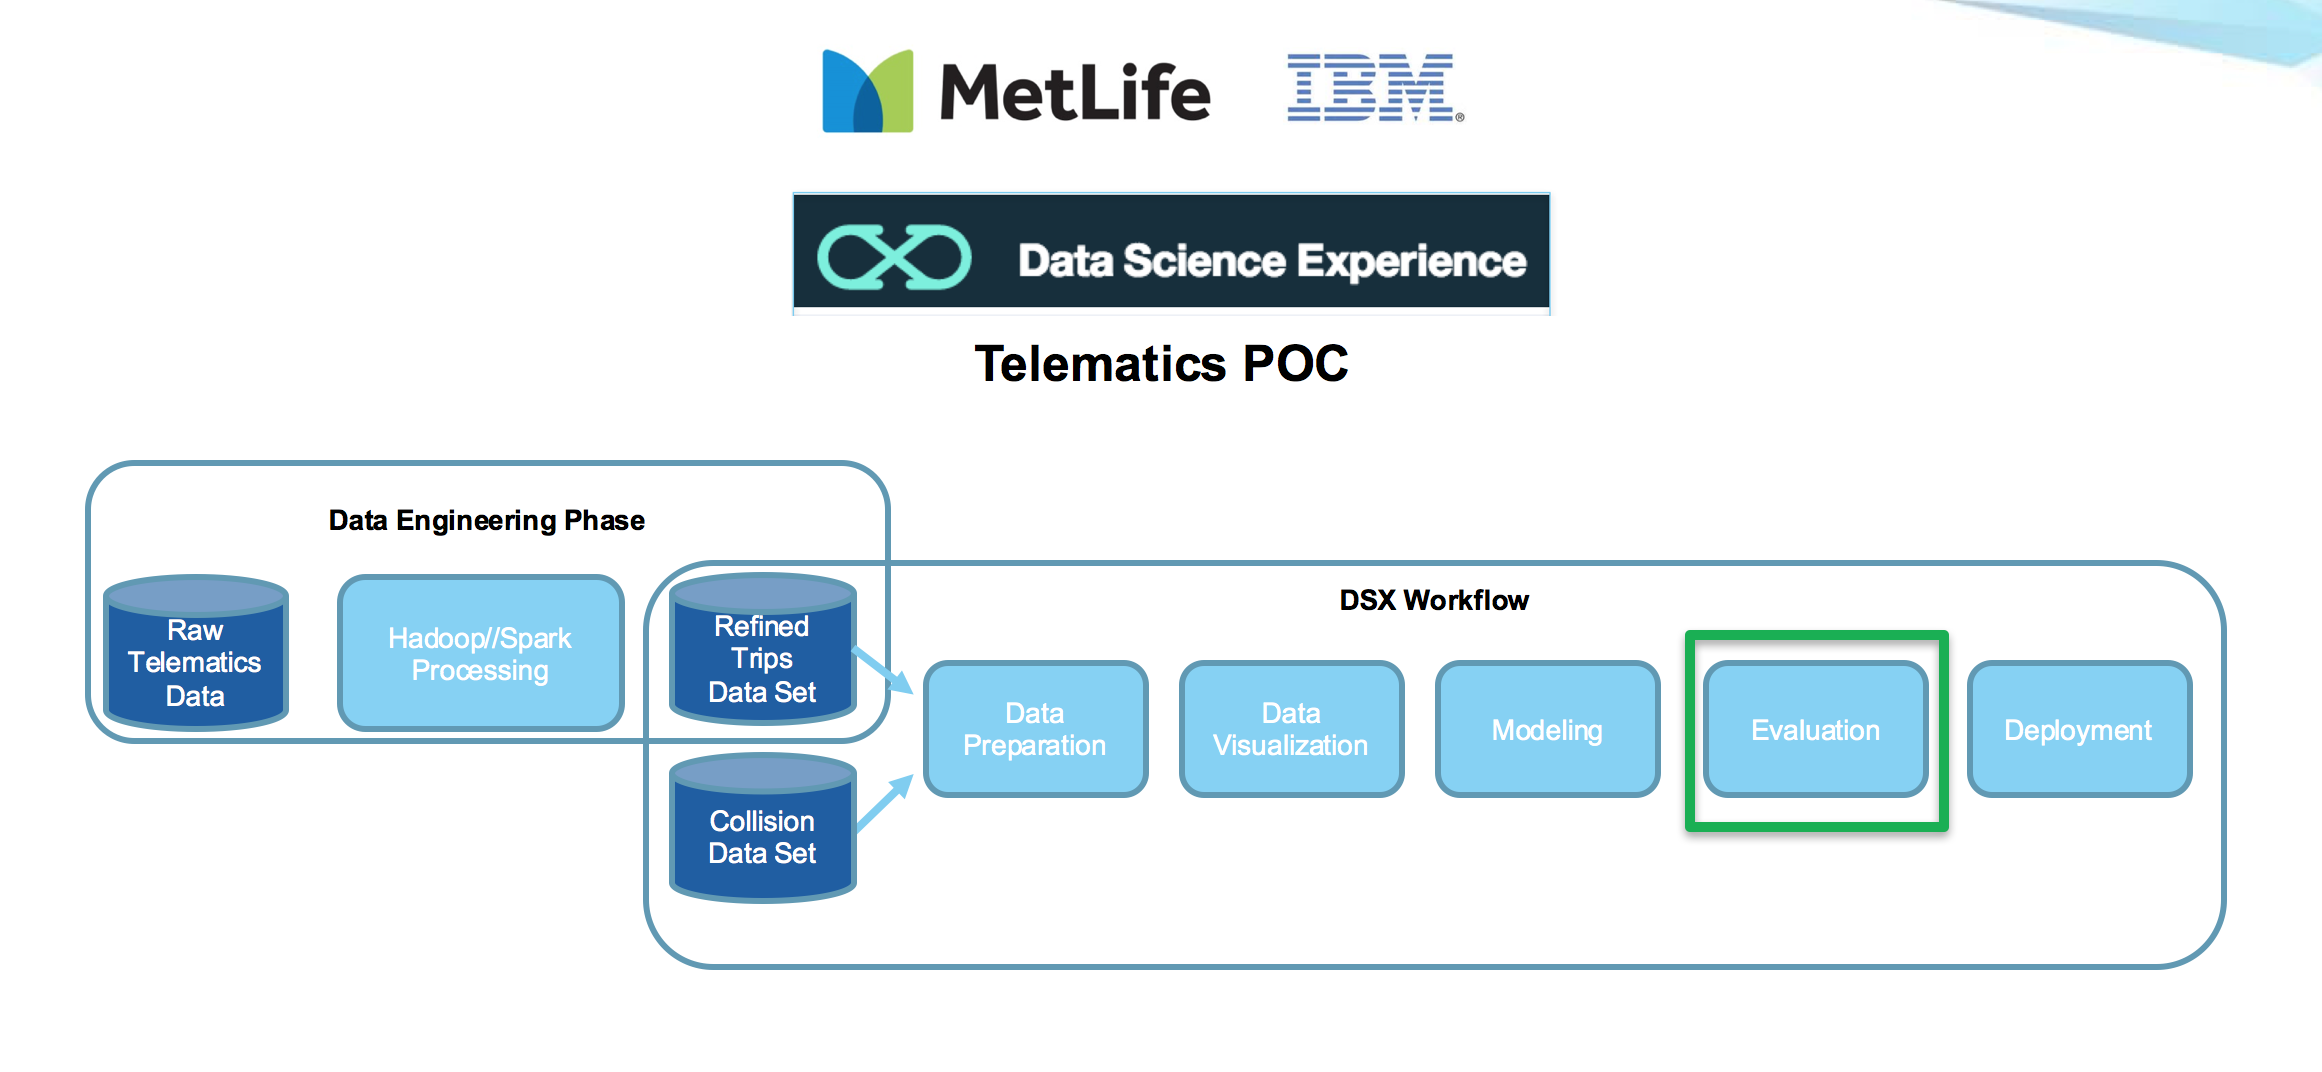 MetLife
IBM®
Data Science Experience
Telematics POC
Data Engineering Phase
Raw
Telematics
Data
Hadoop//Spark
Processing
Refined
Trips
Data Set
Collision
Data Set
DSX Workflow
Data
Preparation
Data
Visualization
Modeling
Evaluation
Deployment